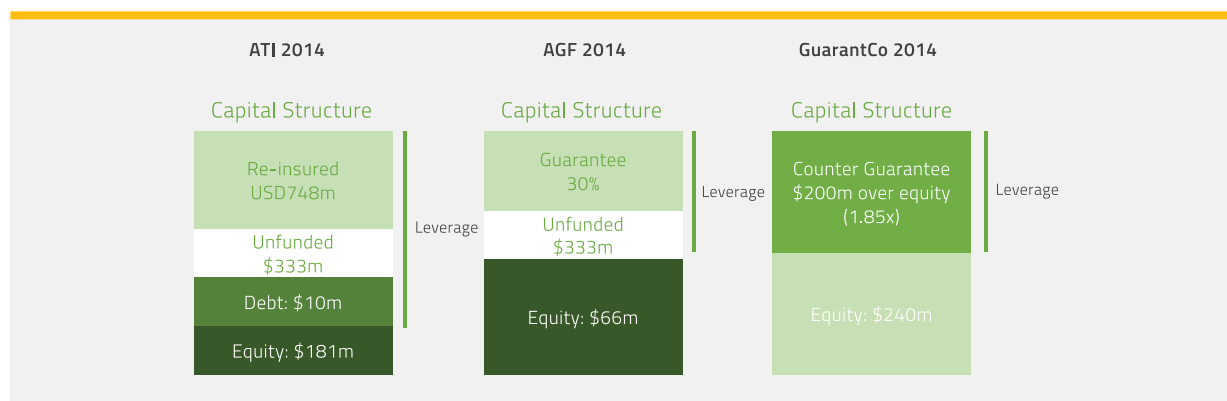 ATI 2014
Capital Structure
Re-insured
USD748m
Unfunded
$333m
Debt: $10m
Equity: $181m
Leverage
AGF 2014
Capital Structure
Guarantee
30%
Unfunded
$333m
Equity: $66m
Leverage
GuarantCo 2014
Capital Structure
Counter Guarantee
$200m over equity
(1.85x)
Equity: $240m
Leverage